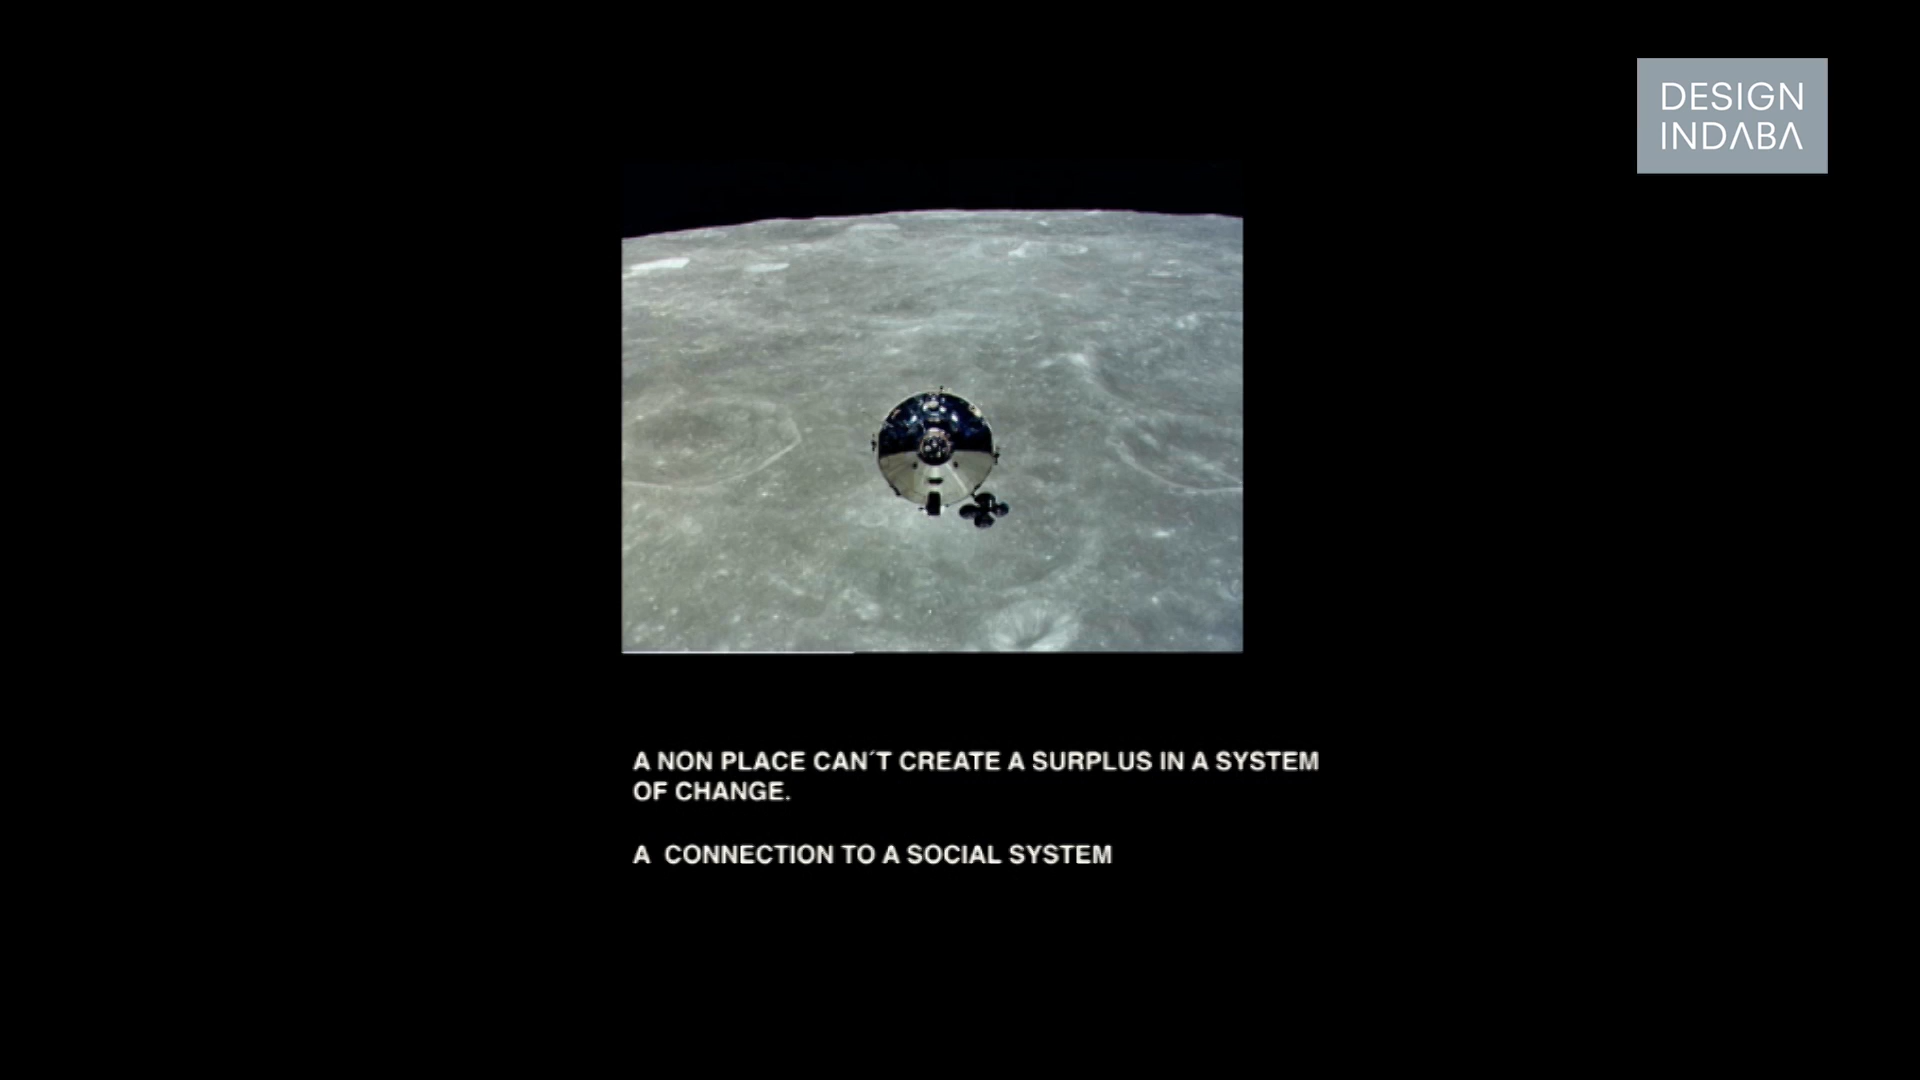 DESIGN
INDABA
A NON PLACE CAN´T CREATE A SURPLUS IN A SYSTEM
OF CHANGE.
A CONNECTION TO A SOCIAL SYSTEM